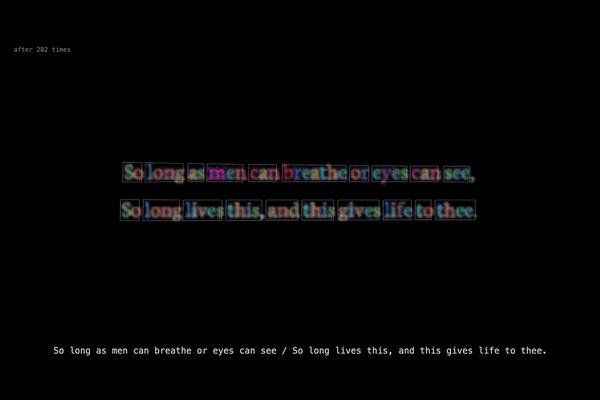 after 282 times
So long as men can breathe or eyes can see,
So long lives this, and this gives life to thee.
So long as men can breathe or eyes can see / So long lives this, and this gives life to thee.